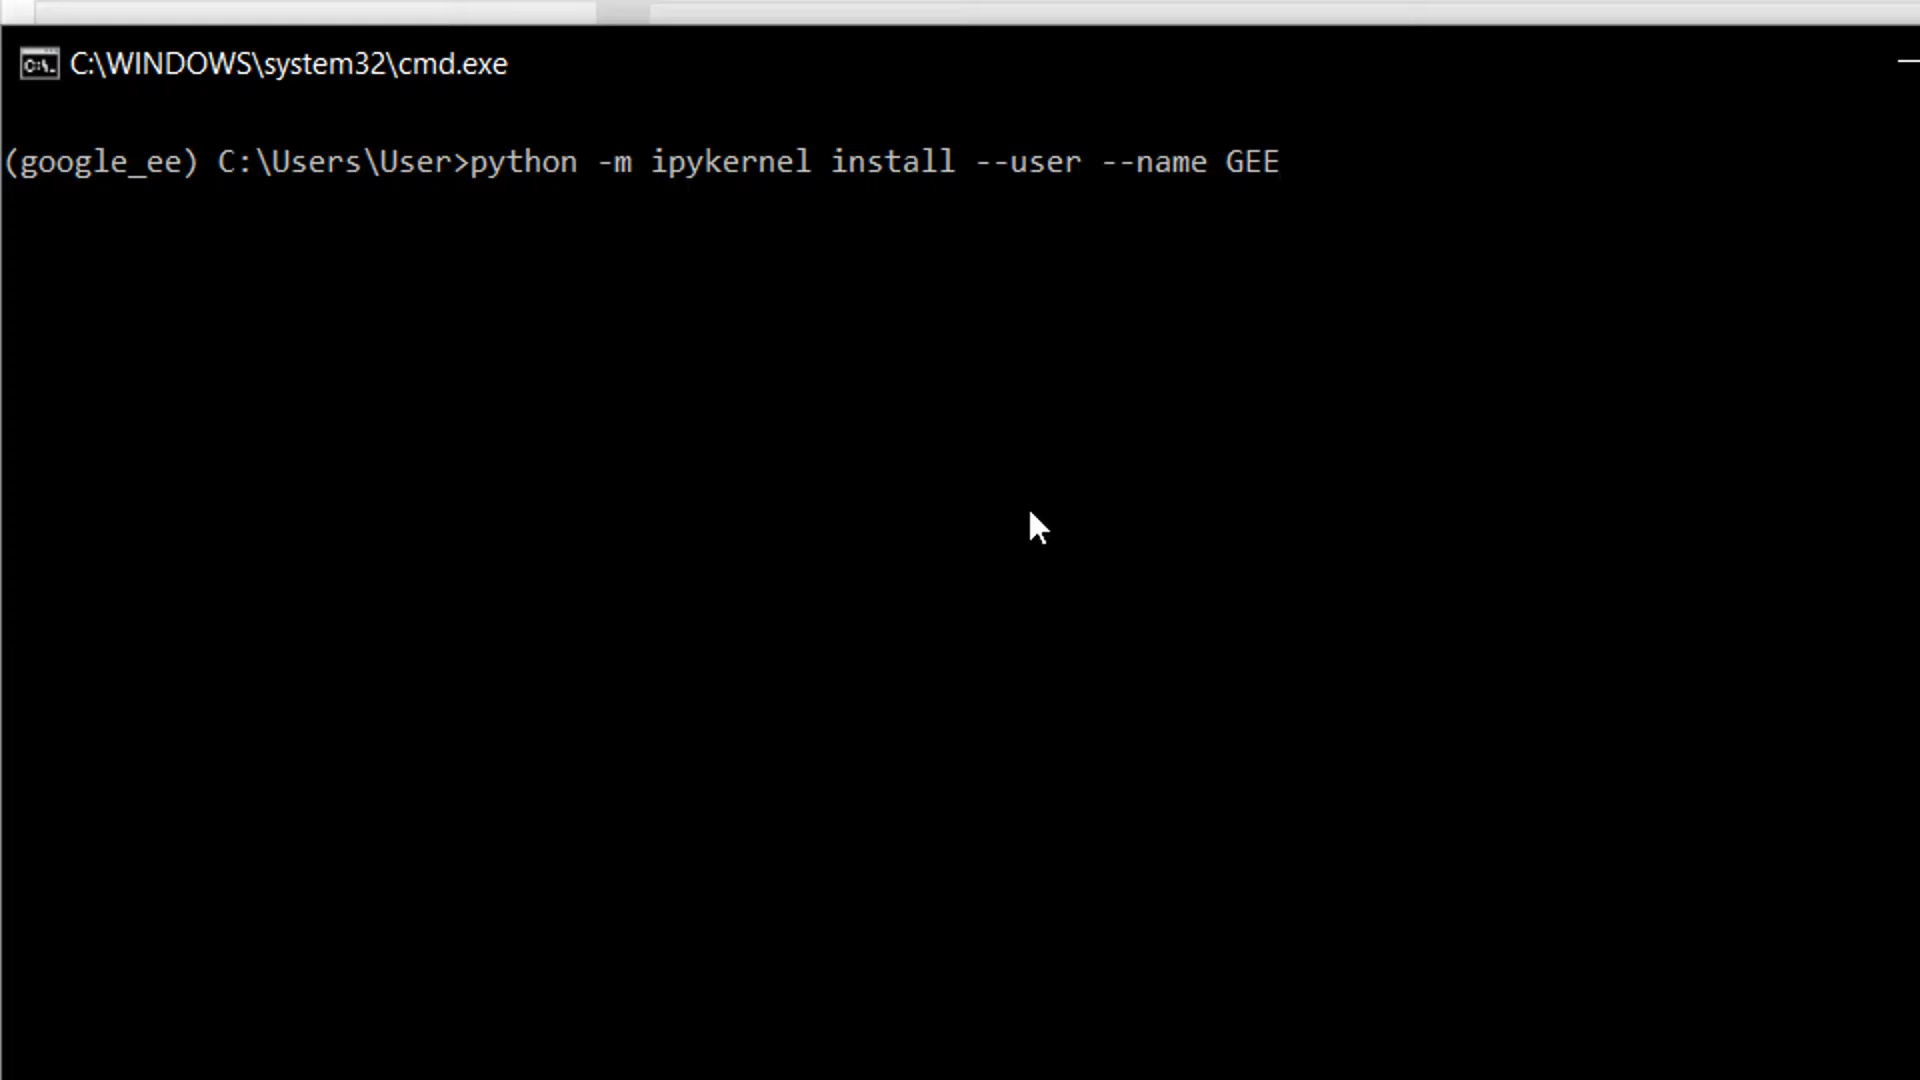 C:\WINDOWS\system32\cmd.exe
(google_ee) C:\Users\User>python -m ipykernel install --user --name GEE